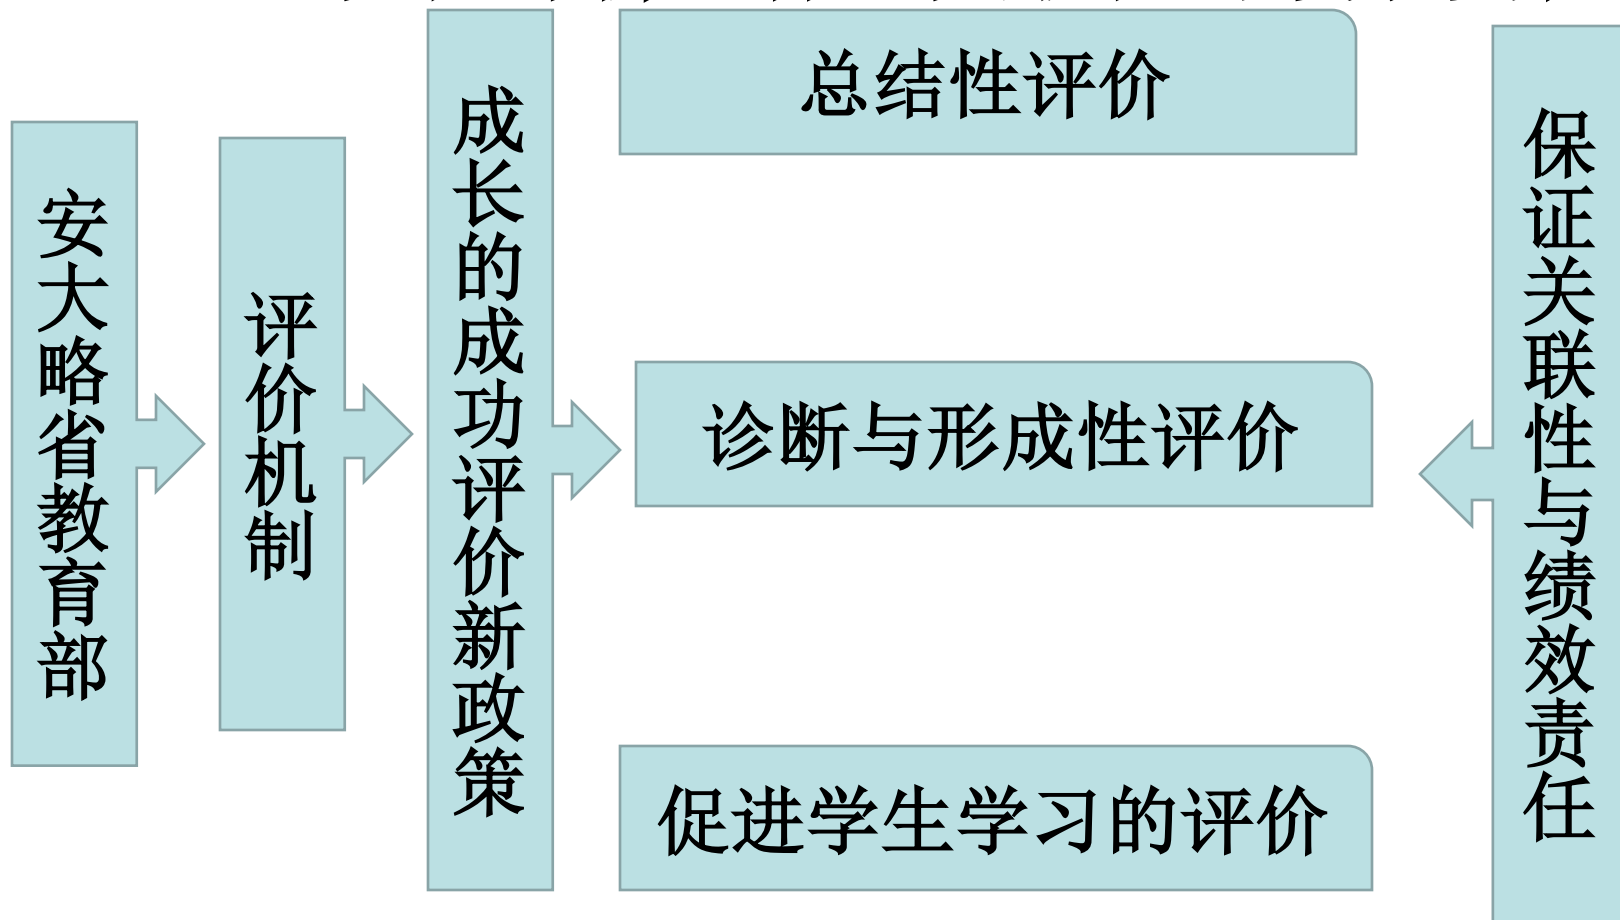 安大略省教育部
评价机制
成长的成功评价新政策
总结性评价
诊断与形成性评价
促进学生学习的评价
保证关联性与绩效责任